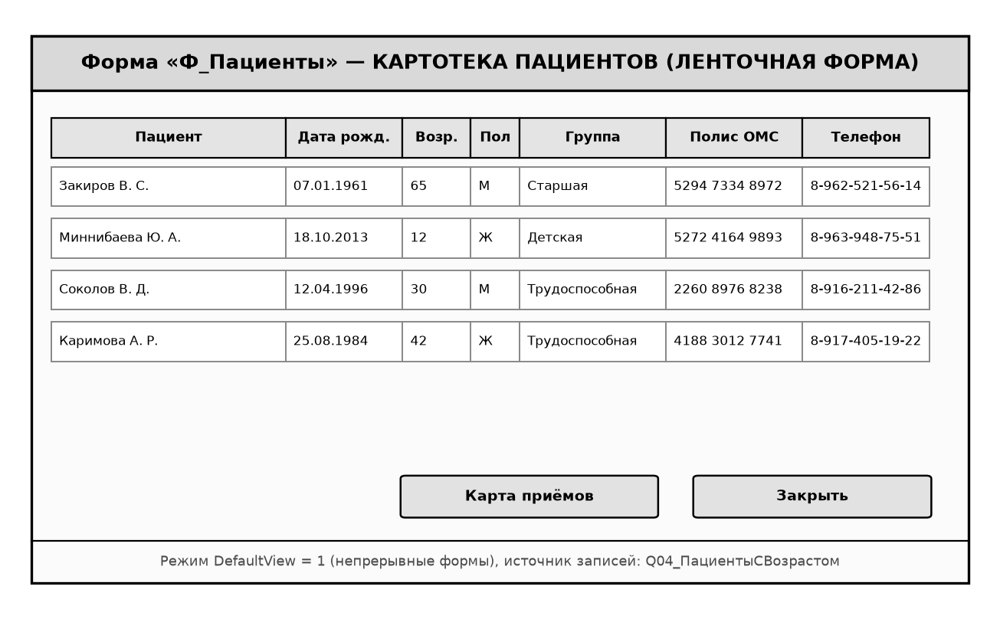 Форма «Ф_Пациенты» — КАРТОТЕКА ПАЦИЕНТОВ (ЛЕНТОЧНАЯ ФОРМА)
Пациент Дата рожд. Возр. Пол Группа Полис ОМС Телефон
Закиров В. С. 07.01.1961 65 М Старшая 5294 7334 8972 8-962-521-56-14
Миннибаева Ю. А. 18.10.2013 12 Ж Детская 5272 4164 9893 8-963-948-75-51
Соколов В. Д. 12.04.1996 30 М Трудоспособная 2260 8976 8238 8-916-211-42-86
Каримова А. Р. 25.08.1984 42 Ж Трудоспособная 4188 3012 7741 8-917-405-19-22
Карта приёмов Закрыть
Режим DefaultView = 1 (непрерывные формы), источник записей: Q04_ПациентыСВозрастом